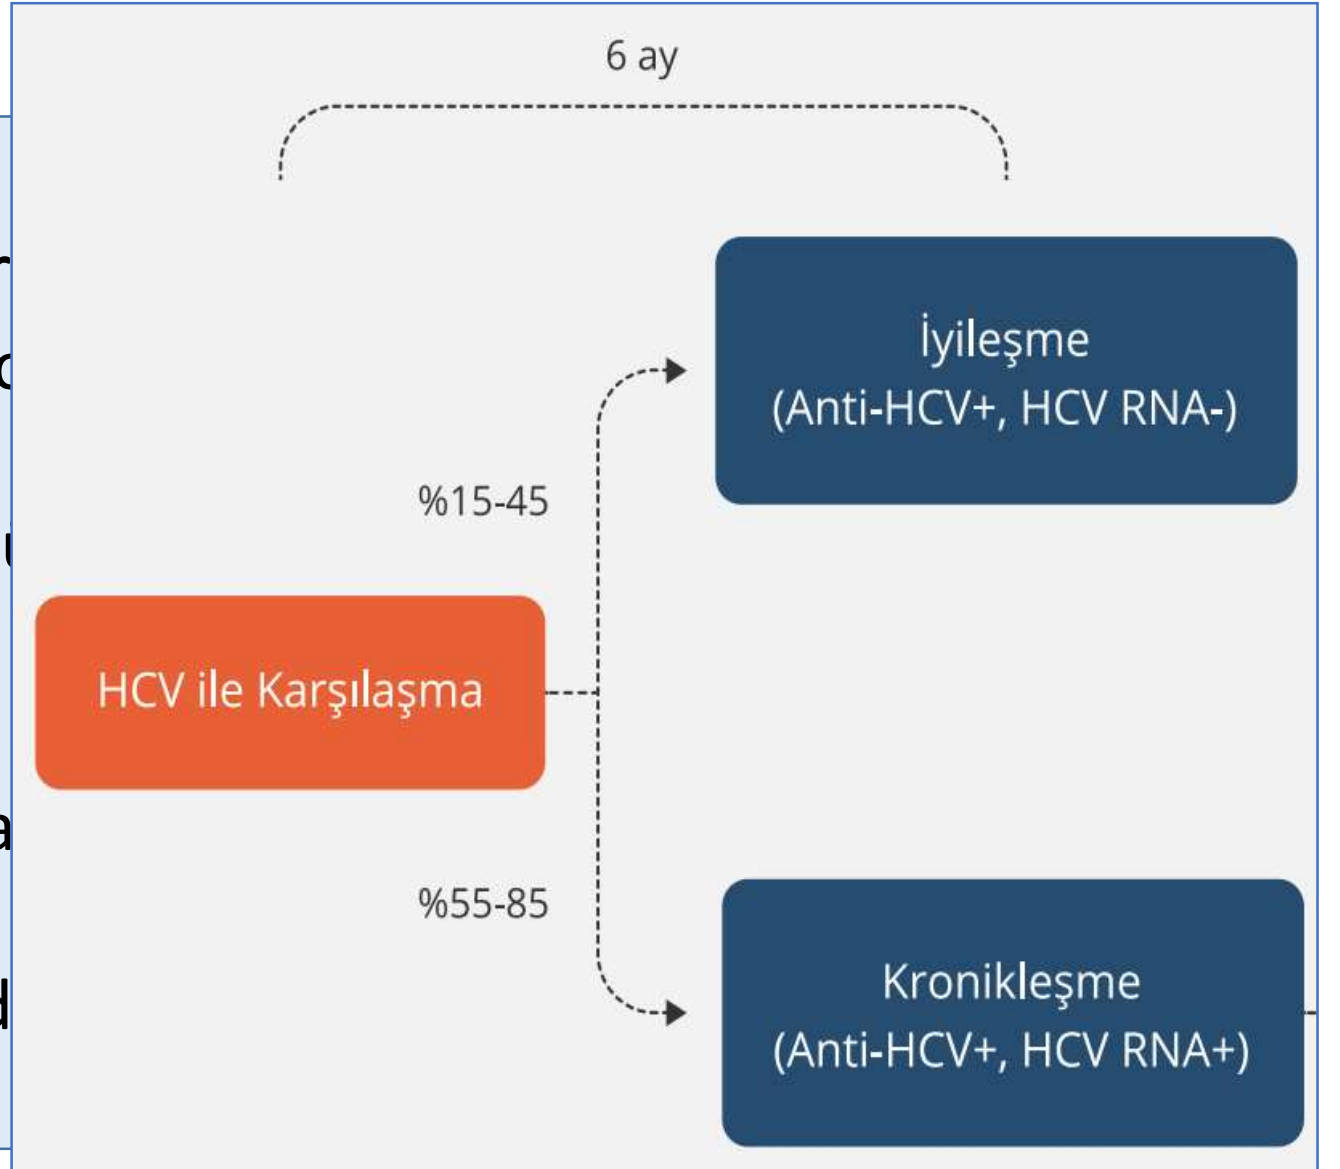 6 ay
İyileşme
(Anti-HCV+, HCV RNA-)
%15-45
HCV ile Karşılaşma
%55-85
Kronikleşme
(Anti-HCV+, HCV RNA+)